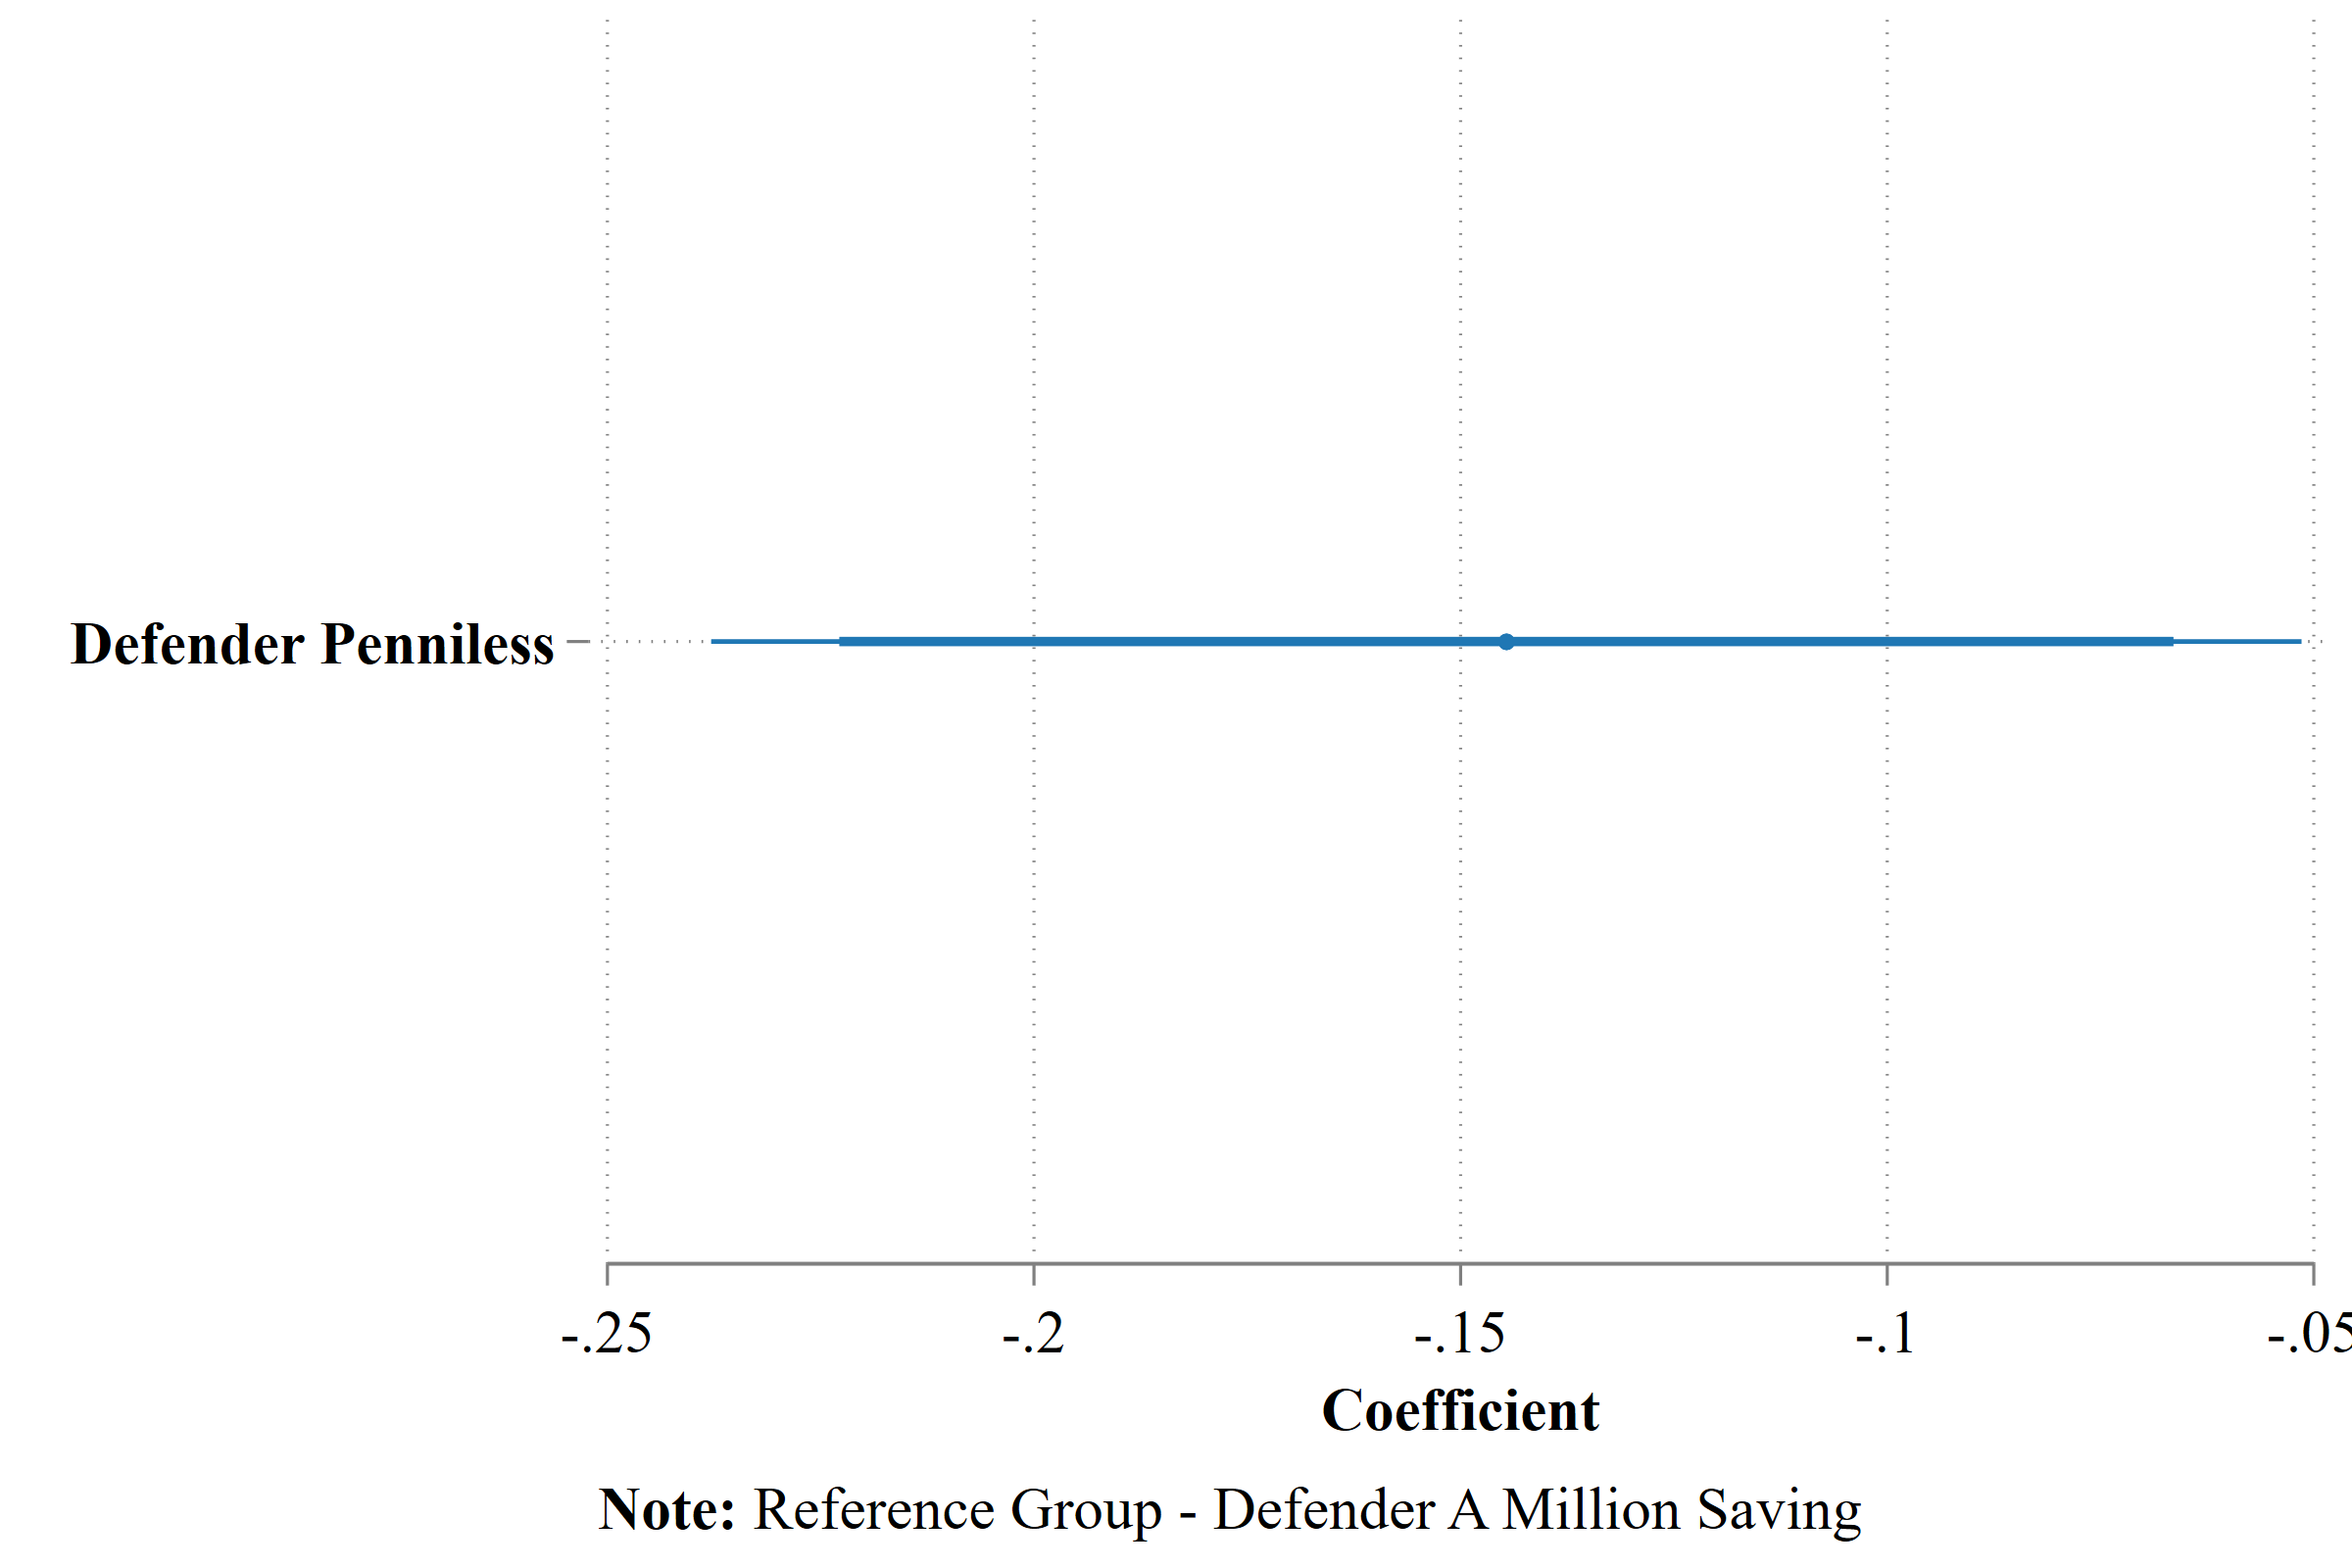 Defender Penniless
-.25 -.2 -.15 -.1 -.05
Coefficient
Note: Reference Group - Defender A Million Saving